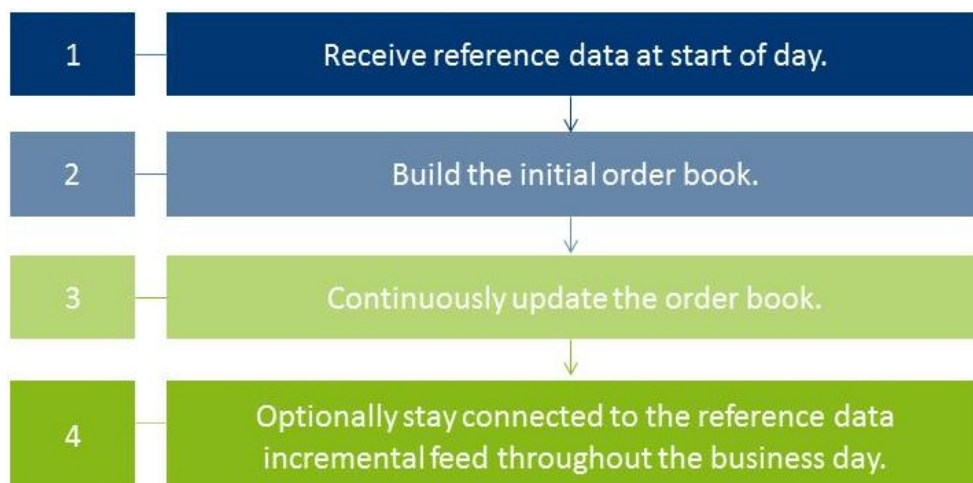 1
Receive reference data at start of day.
2
Build the initial order book.
3
Continuously update the order book.
4
Optionally stay connected to the reference data
incremental feed throughout the business day.